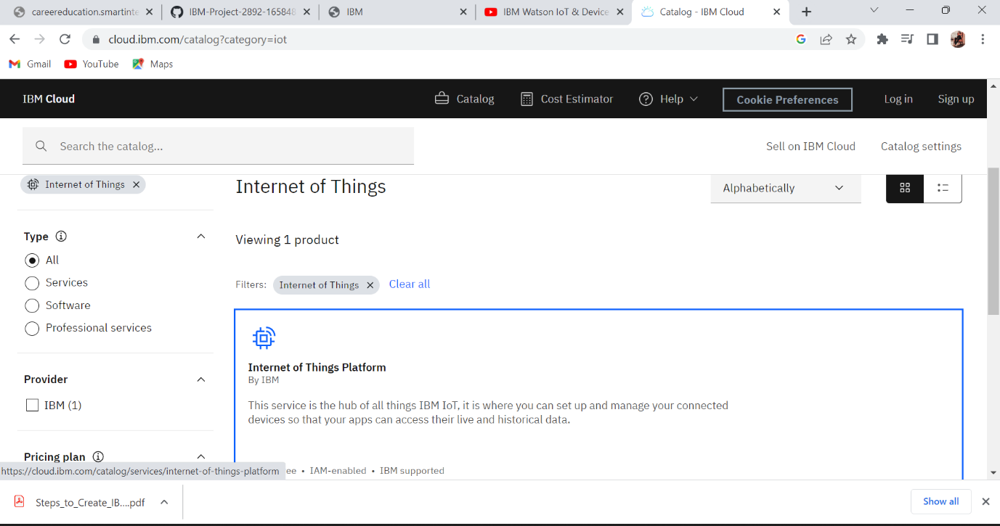 careereducation.smartinte
IBM-Project-2892-165848
IBM
IBM Watson IoT & Device
Catalog - IBM Cloud
cloud.ibm.com/catalog?category=iot
Gmail
YouTube
Maps
IBM Cloud
Catalog
Cost Estimator
Help
Cookie Preferences
Log in
Sign up
Search the catalog...
Sell on IBM Cloud
Catalog settings
Internet of Things
Internet of Things
Alphabetically
Type
All
Services
Software
Professional services
Provider
IBM (1)
Pricing plan
Viewing 1 product
Filters: Internet of Things Clear all
Internet of Things Platform
By IBM
This service is the hub of all things IBM IoT, it is where you can set up and manage your connected
devices so that your apps can access their live and historical data.
ee • IAM-enabled • IBM supported
https://cloud.ibm.com/catalog/services/internet-of-things-platform
Steps_to_Create_IB....pdf
Show all